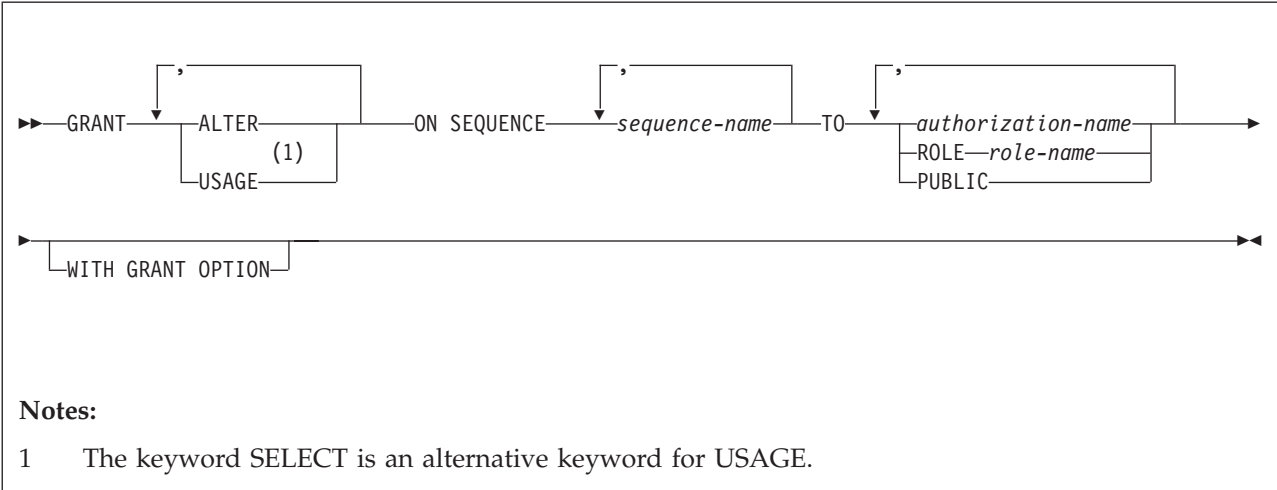 , , ,
GRANT ALTER ON SEQUENCE sequence-name TO authorization-name
(1) ROLE role-name
USAGE PUBLIC
WITH GRANT OPTION
Notes:
1 The keyword SELECT is an alternative keyword for USAGE.